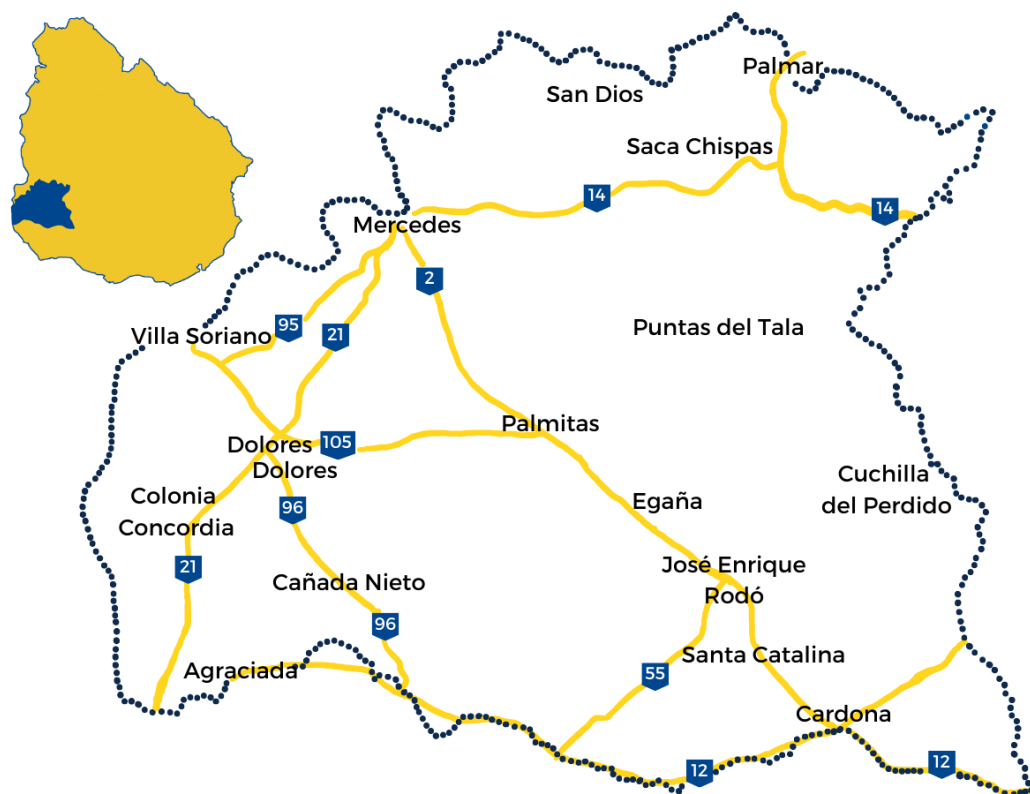 Palmar
San Dios
Saca Chispas
14
14
Mercedes
2
95
21
Villa Soriano
Puntas del Tala
Palmitas
Dolores
105
Dolores
Cuchilla
del Perdido
Colonia
Concordia
96
Egaña
21
José Enrique
Rodó
Cañada Nieto
96
Santa Catalina
Agraciada
55
Cardona
12
12